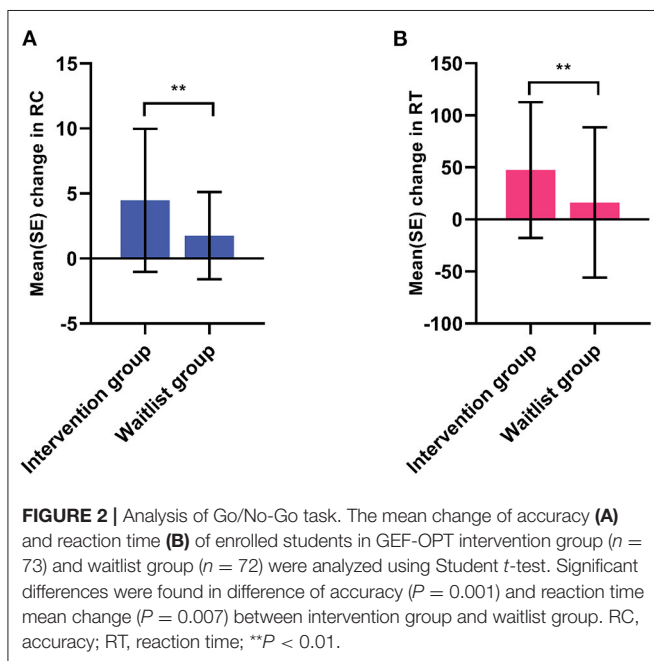 A
Mean(SE) change in RC
15
10
5
0
-5
**
Intervention group
Waitlist group
B
Mean(SE) change in RT
150
100
50
0
-50
-100
**
Intervention group
Waitlist group
FIGURE 2 | Analysis of Go/No-Go task. The mean change of accuracy (A)
and reaction time (B) of enrolled students in GEF-OPT intervention group (n =
73) and waitlist group (n = 72) were analyzed using Student t-test. Significant
differences were found in difference of accuracy (P = 0.001) and reaction time
mean change (P = 0.007) between intervention group and waitlist group. RC,
accuracy; RT, reaction time; **P < 0.01.